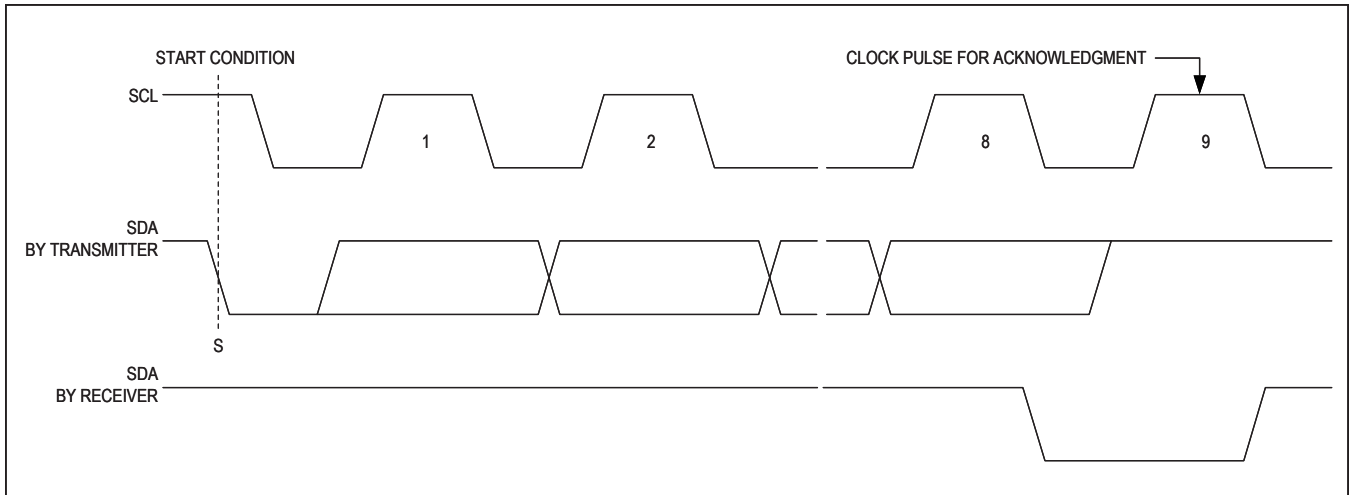 START CONDITION
CLOCK PULSE FOR ACKNOWLEDGMENT
SCL
1
2
8
9
SDA
BY TRANSMITTER
S
SDA
BY RECEIVER